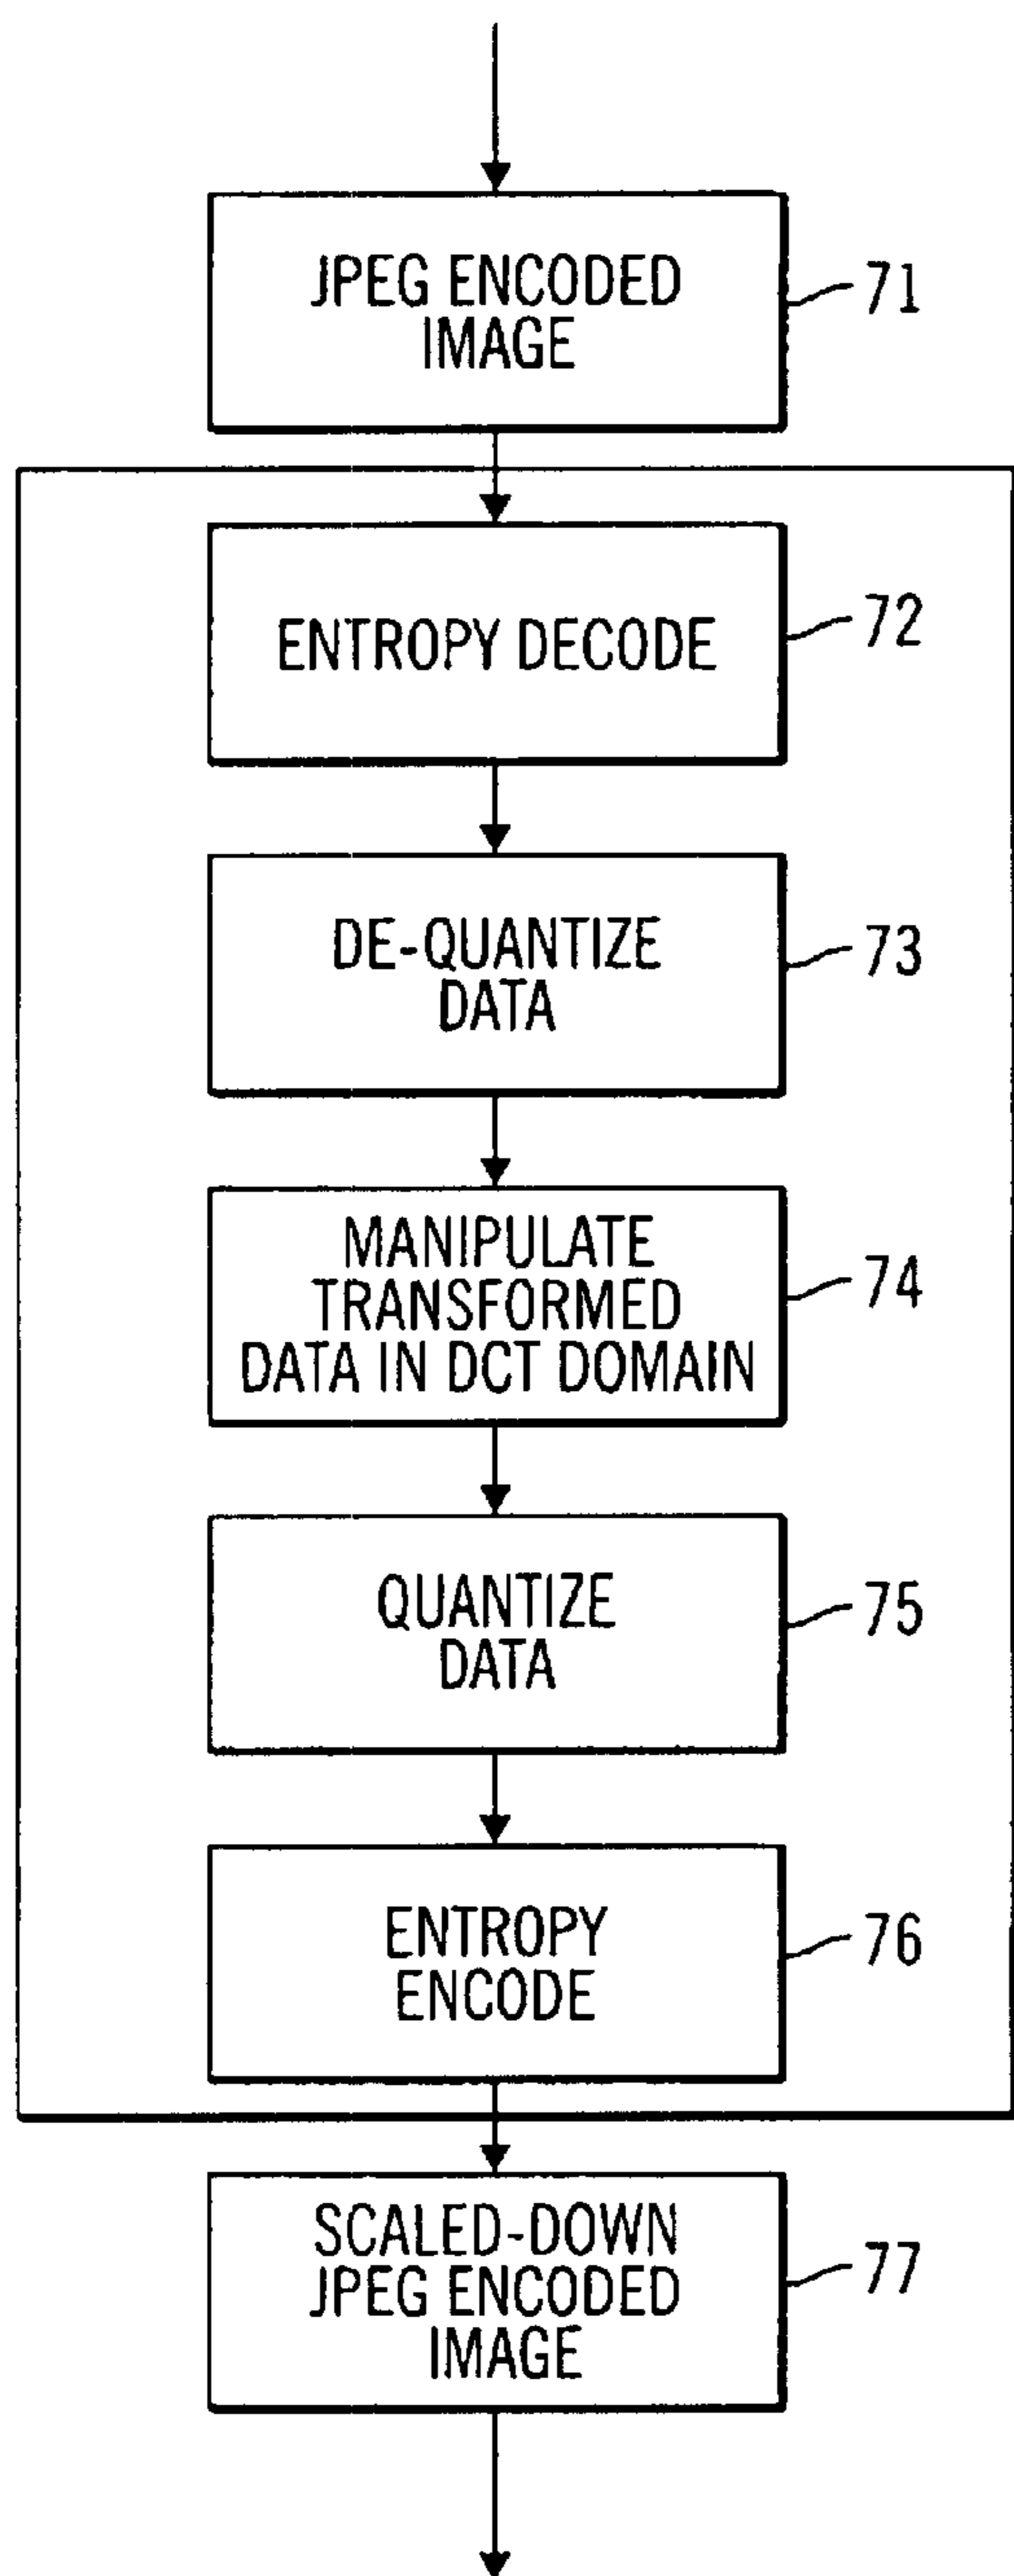 JPEG ENCODED
IMAGE
71
ENTROPY DECODE
72
DE-QUANTIZE
DATA
73
MANIPULATE
TRANSFORMED
DATA IN DCT DOMAIN
74
QUANTIZE
DATA
75
ENTROPY
ENCODE
76
SCALED-DOWN
JPEG ENCODED
IMAGE
77